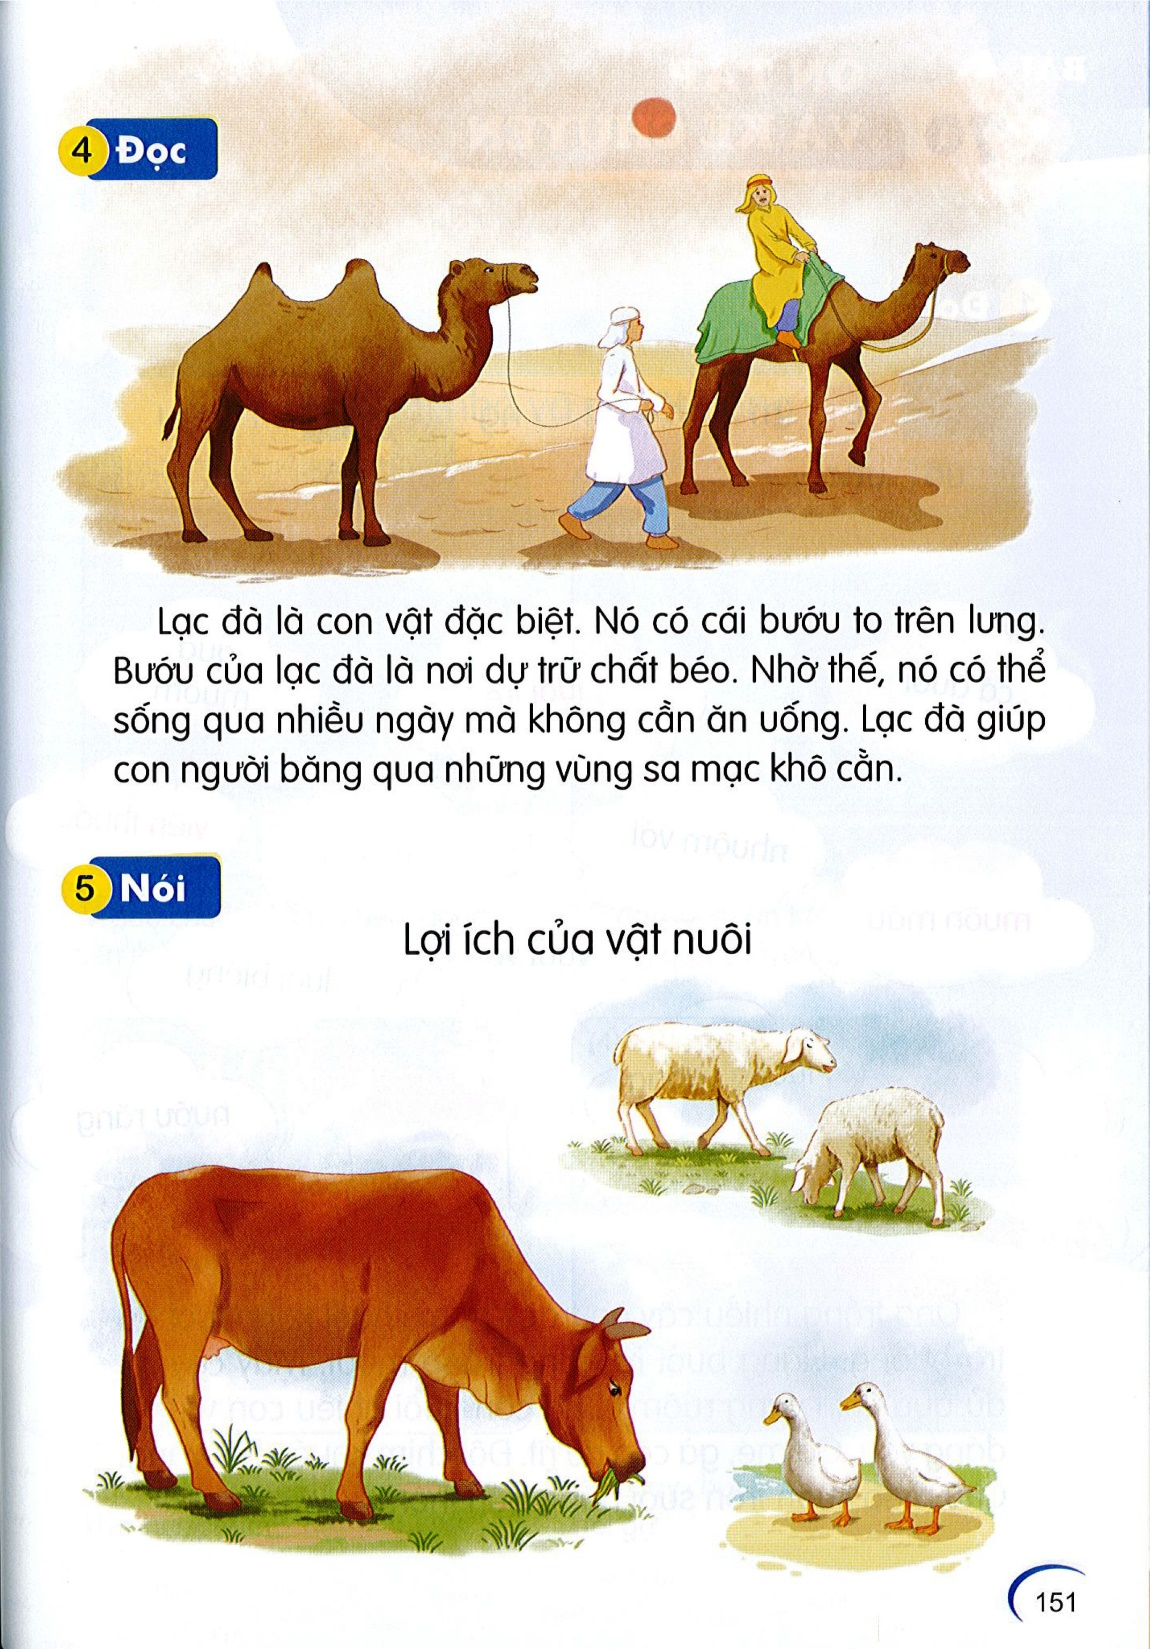 4 Đọc
Lạc đà là con vật đặc biệt. Nó có cái bướu to trên lưng.
Bướu của lạc đà là nơi dự trữ chất béo. Nhờ thế, nó có thể
sống qua nhiều ngày mà không cần ăn uống. Lạc đà giúp
con người băng qua những vùng sa mạc khô cằn.
5 Nói
Lợi ích của vật nuôi
151